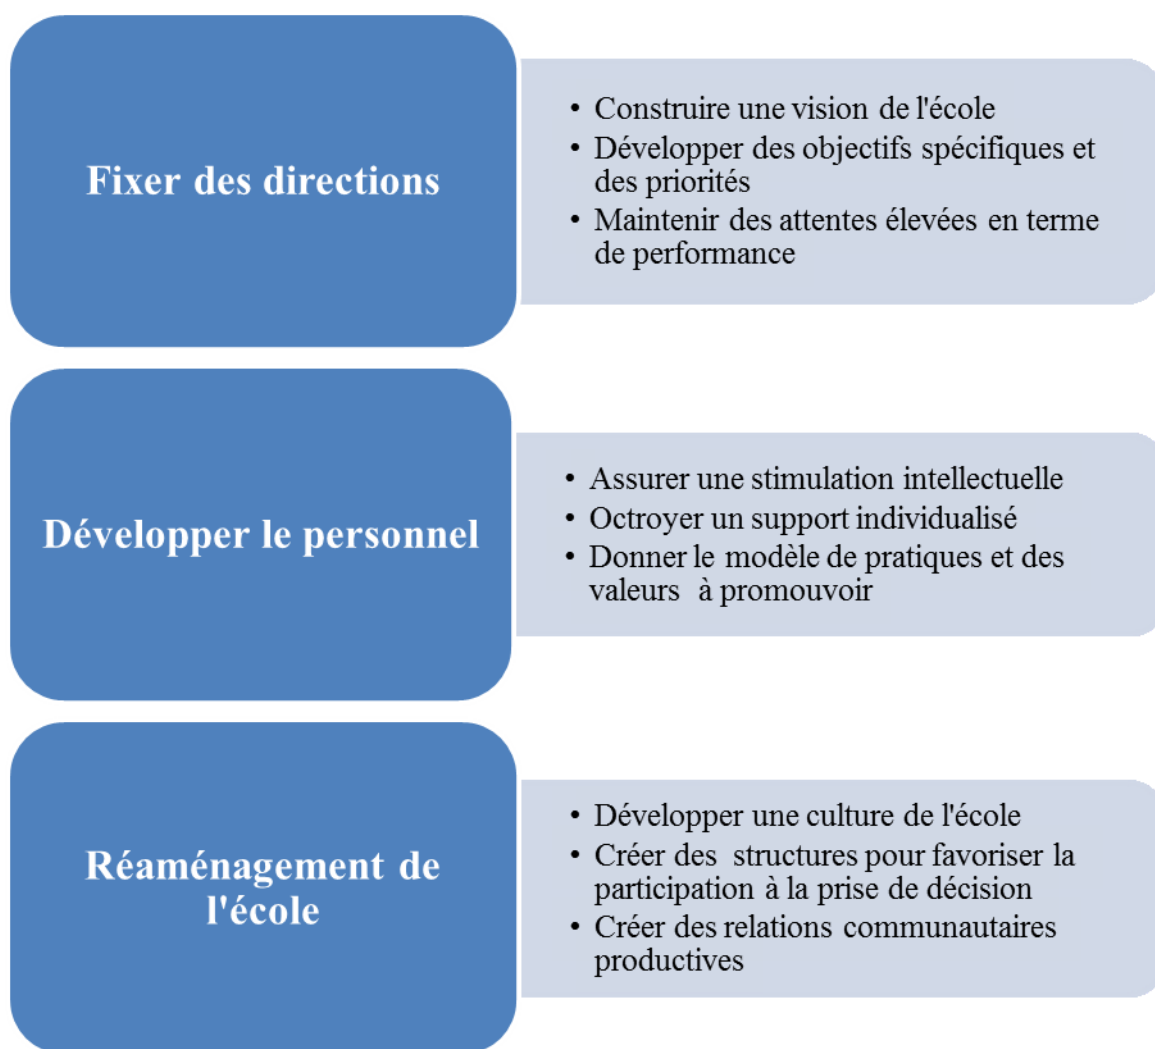 Fixer des directions
• Construire une vision de l'école
• Développer des objectifs spécifiques et
des priorités
• Maintenir des attentes élevées en terme
de performance
Développer le personnel
• Assurer une stimulation intellectuelle
• Octroyer un support individualisé
• Donner le modèle de pratiques et des
valeurs  à promouvoir
Réaménagement de
l'école
• Développer une culture de l'école
• Créer des  structures pour favoriser la
participation à la prise de décision
• Créer des relations communautaires
productives